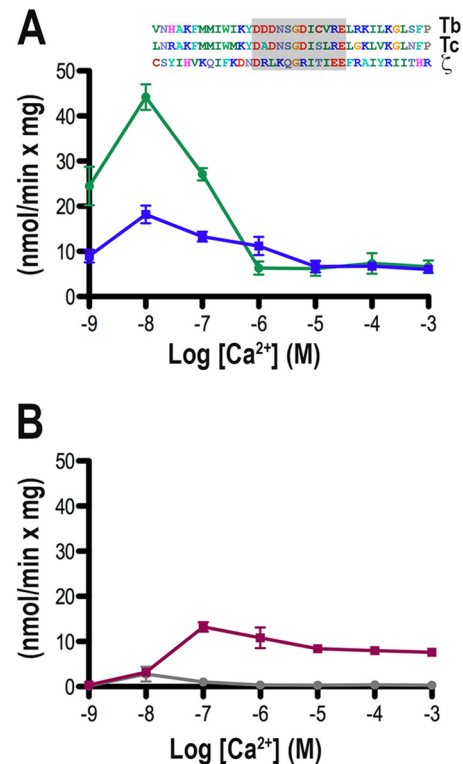 A
VNHAKFMMIWIKYDDDNSGDICVRELRKILKGLSFP Tb
LNRAKFMMIWRKYDADNSGDISLRELGKLVKGLNFP Tc
CSYIHVKQIFKDNDRLKQGRITIEEFRAIYRIITHR ζ
50
40
30
20
10
0
(nmol/min x mg)
-9 -8 -7 -6 -5 -4 -3
Log [Ca2+] (M)
B
50
40
30
20
10
0
(nmol/min x mg)
-9 -8 -7 -6 -5 -4 -3
Log [Ca2+] (M)